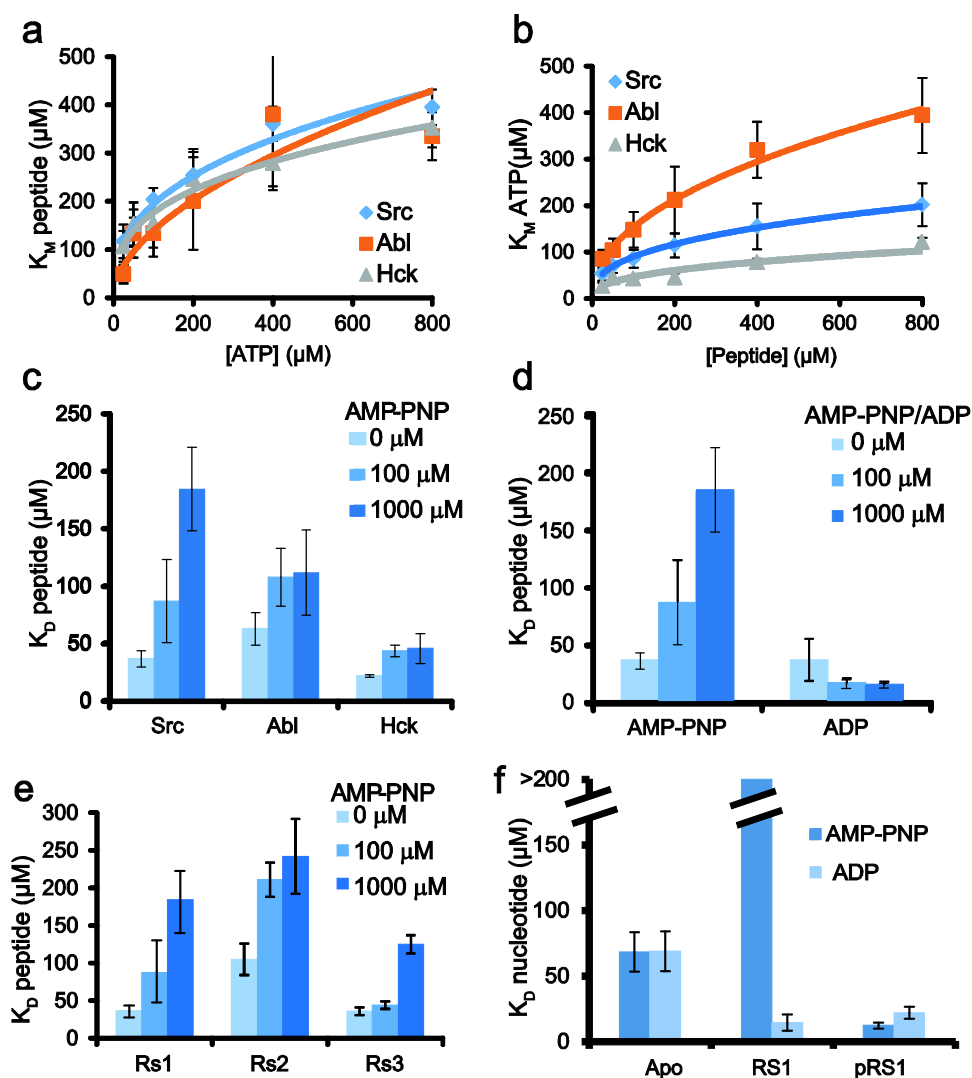 a
500
400
300
200
100
0
K_M peptide (µM)
Src
Abl
Hck
0 200 400 600 800
[ATP] (µM)
b
500
400
300
200
100
0
K_M ATP(µM)
Src
Abl
Hck
0 200 400 600 800
[Peptide] (µM)
c
250
200
150
100
50
0
K_D peptide (µM)
AMP-PNP
0 µM
100 µM
1000 µM
Src Abl Hck
d
250
200
150
100
50
0
K_D peptide (µM)
AMP-PNP/ADP
0 µM
100 µM
1000 µM
AMP-PNP ADP
e
300
250
200
150
100
50
0
K_D peptide (µM)
AMP-PNP
0 µM
100 µM
1000 µM
Rs1 Rs2 Rs3
f
>200
100
50
0
K_D nucleotide (µM)
AMP-PNP
ADP
Apo RS1 pRS1